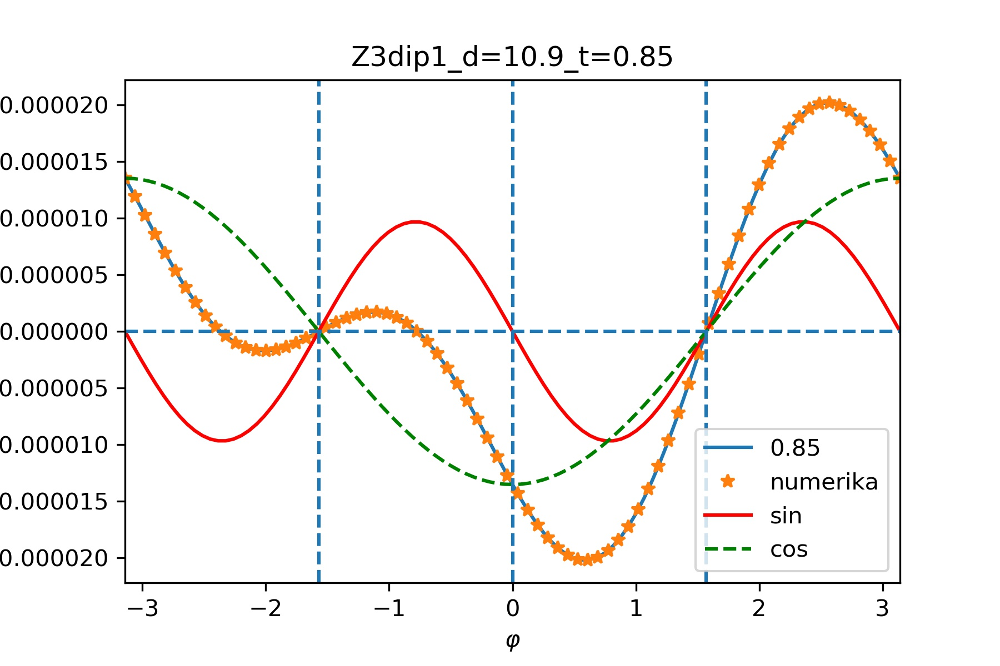 Z3dip1_d=10.9_t=0.85
0.000020
0.000015
0.000010
0.000005
0.000000
0.000005
0.000010
0.000015
0.000020
0.85
numerika
sin
cos
−3 −2 −1 0 1 2 3
φ